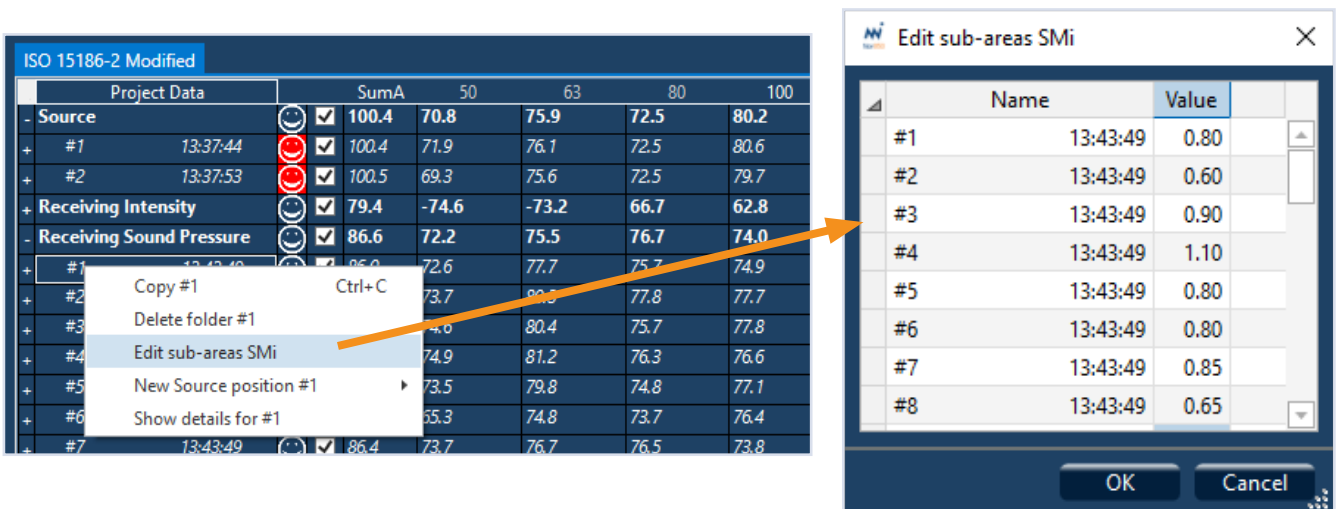 ISO 15186-2 Modified
Project Data SumA 50 63 80 100
- Source 100.4 70.8 75.9 72.5 80.2
+ #1 13:37:44 100.4 71.9 76.1 72.5 80.6
+ #2 13:37:53 100.5 69.3 75.6 72.5 79.7
+ Receiving Intensity 79.4 -74.6 -73.2 66.7 62.8
- Receiving Sound Pressure 86.6 72.2 75.5 76.7 74.0
+ #1 72.6 77.7 75.7 74.9
+ #2 73.7 77.8 77.7
+ #3 80.4 75.7 77.8
+ #4 74.9 81.2 76.3 76.6
+ #5 73.5 79.8 74.8 77.1
+ #6 65.3 74.8 73.7 76.4
+ #7 13:43:49 86.4 73.7 76.7 76.5 73.8
Copy #1 Ctrl+C
Delete folder #1
Edit sub-areas SMi
New Source position #1
Show details for #1
Edit sub-areas SMi
Name Value
#1 13:43:49 0.80
#2 13:43:49 0.60
#3 13:43:49 0.90
#4 13:43:49 1.10
#5 13:43:49 0.80
#6 13:43:49 0.80
#7 13:43:49 0.85
#8 13:43:49 0.65
OK Cancel